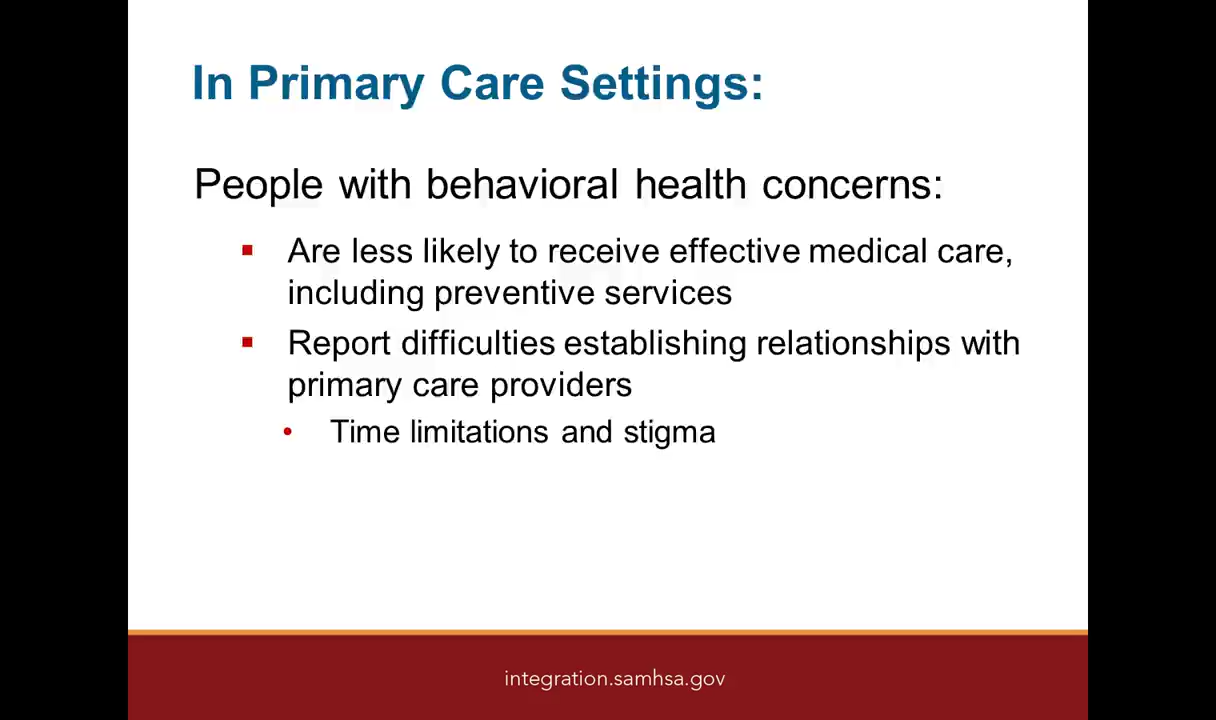 In Primary Care Settings:
People with behavioral health concerns:
▪ Are less likely to receive effective medical care,
including preventive services
▪ Report difficulties establishing relationships with
primary care providers
• Time limitations and stigma
integration.samhsa.gov